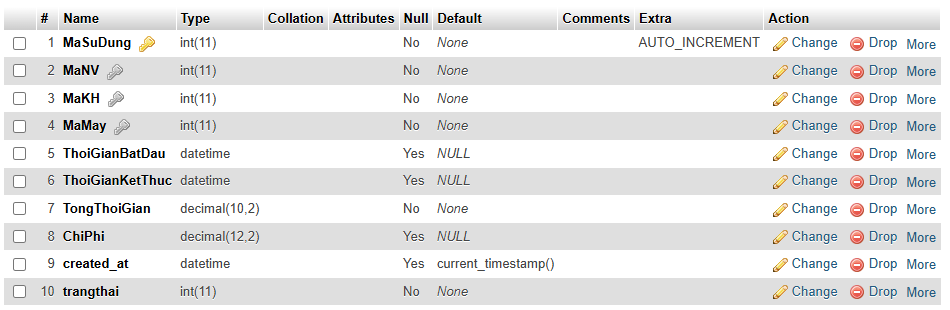 # Name Type Collation Attributes Null Default Comments Extra Action
1 MaSuDung int(11) No None AUTO_INCREMENT Change Drop More
2 MaNV int(11) No None Change Drop More
3 MaKH int(11) No None Change Drop More
4 MaMay int(11) No None Change Drop More
5 ThoiGianBatDau datetime Yes NULL Change Drop More
6 ThoiGianKetThuc datetime Yes NULL Change Drop More
7 TongThoiGian decimal(10,2) No None Change Drop More
8 ChiPhi decimal(12,2) Yes NULL Change Drop More
9 created_at datetime Yes current_timestamp() Change Drop More
10 trangthai int(11) No None Change Drop More